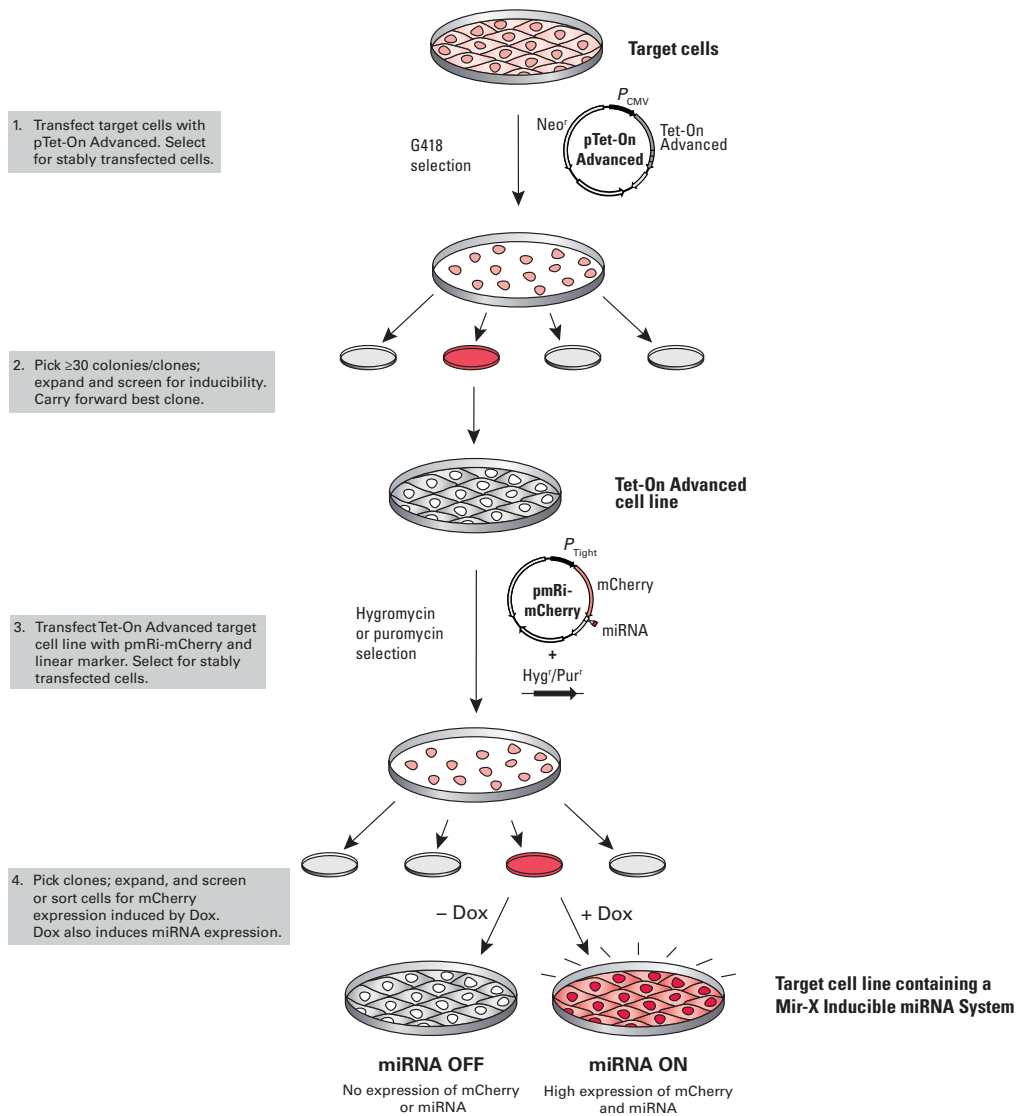 Target cells
1. Transfect target cells with
pTet-On Advanced. Select
for stably transfected cells.
G418
selection
PCMV
Neoʳ
Tet-On
Advanced
pTet-On
Advanced
2. Pick ≥30 colonies/clones;
expand and screen for inducibility.
Carry forward best clone.
Tet-On Advanced
cell line
3. Transfect Tet-On Advanced target
cell line with pmRi-mCherry and
linear marker. Select for stably
transfected cells.
Hygromycin
or puromycin
selection
PTight
mCherry
pmRi-
mCherry
miRNA
+
Hygʳ/Purʳ
4. Pick clones; expand, and screen
or sort cells for mCherry
expression induced by Dox.
Dox also induces miRNA expression.
– Dox
+ Dox
Target cell line containing a
Mir-X Inducible miRNA System
miRNA OFF
No expression of mCherry
or miRNA
miRNA ON
High expression of mCherry
and miRNA